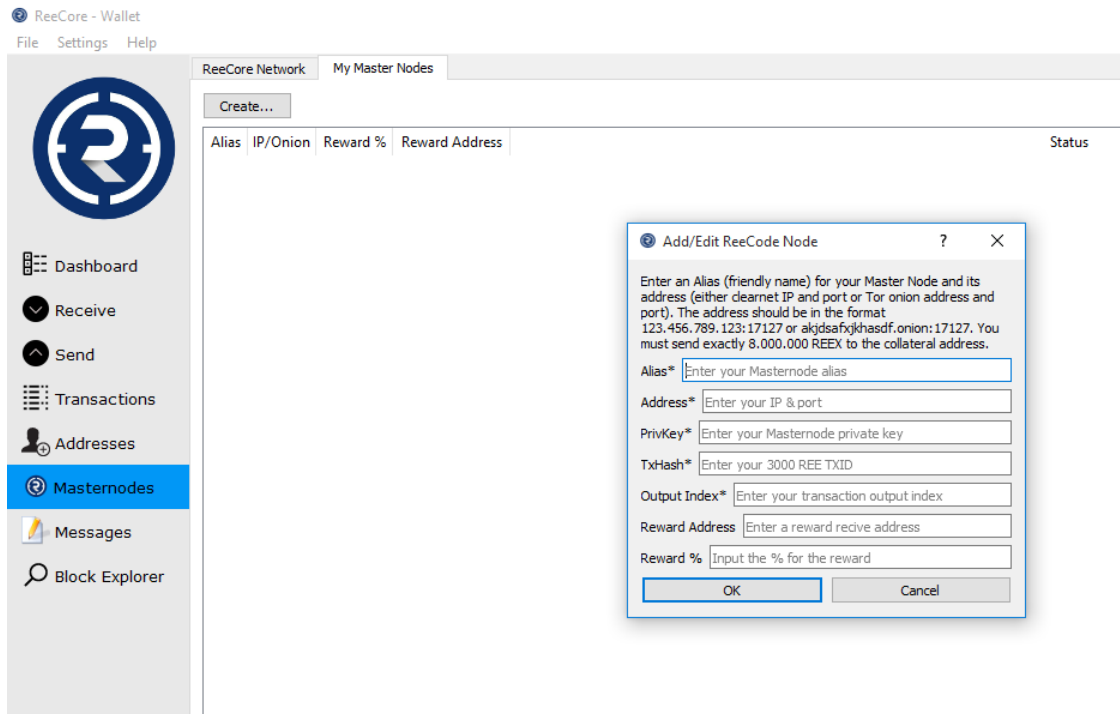 ReeCore - Wallet
File Settings Help
ReeCore Network My Master Nodes
Create...
Alias IP/Onion Reward % Reward Address Status
Dashboard
Receive
Send
Transactions
Addresses
Masternodes
Messages
Block Explorer
Add/Edit ReeCode Node ?
Enter an Alias (friendly name) for your Master Node and its
address (either clearnet IP and port or Tor onion address and
port). The address should be in the format
123.456.789.123:17127 or akjdsafxjkhasdf.onion:17127. You
must send exactly 8.000.000 REEX to the collateral address.
Alias* Enter your Masternode alias
Address* Enter your IP & port
PrivKey* Enter your Masternode private key
TxHash* Enter your 3000 REE TXID
Output Index* Enter your transaction output index
Reward Address Enter a reward recive address
Reward % Input the % for the reward
OK Cancel